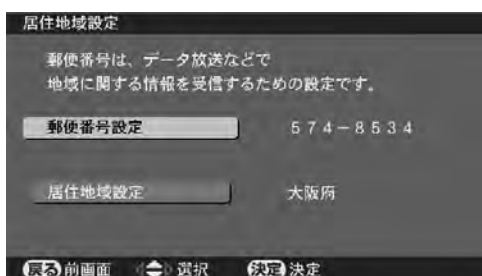 居住地域設定
郵便番号は、データ放送などで
地域に関する情報を受信するための設定です。
郵便番号設定 574-8534
居住地域設定 大阪府
戻る 前画面 選択 決定 決定